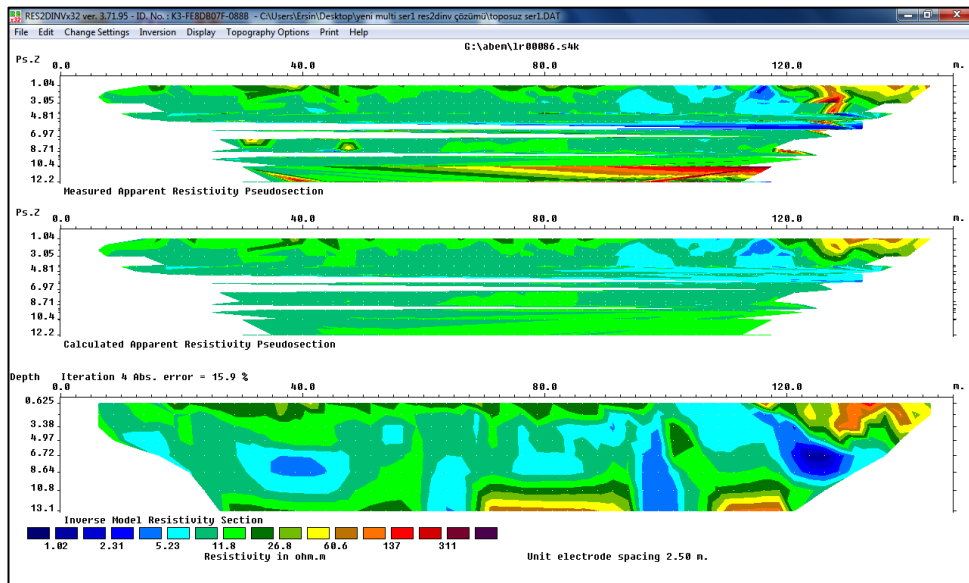 RES2DINVx32 ver. 3.71.95 - ID. No. : K3-FE8DB07F-088B - C:\Users\Ersin\Desktop\yeni multi ser1 res2dinv çözümü\toposuz ser1.DAT
File Edit Change Settings Inversion Display Topography Options Print Help
G:\abem\lr00086.s4k
Ps.Z 0.0 40.0 80.0 120.0 m.
1.04
3.05
4.81
6.97
8.71
10.4
12.2
Measured Apparent Resistivity Pseudosection
Ps.Z 0.0 40.0 80.0 120.0 m.
1.04
3.05
4.81
6.97
8.71
10.4
12.2
Calculated Apparent Resistivity Pseudosection
Depth Iteration 4 Abs. error = 15.9 %
0.0 40.0 80.0 120.0 m.
0.625
3.38
4.97
6.72
8.64
10.8
13.1
Inverse Model Resistivity Section
1.02 2.31 5.23 11.8 26.8 60.6 137 311
Resistivity in ohm.m Unit electrode spacing 2.50 m.